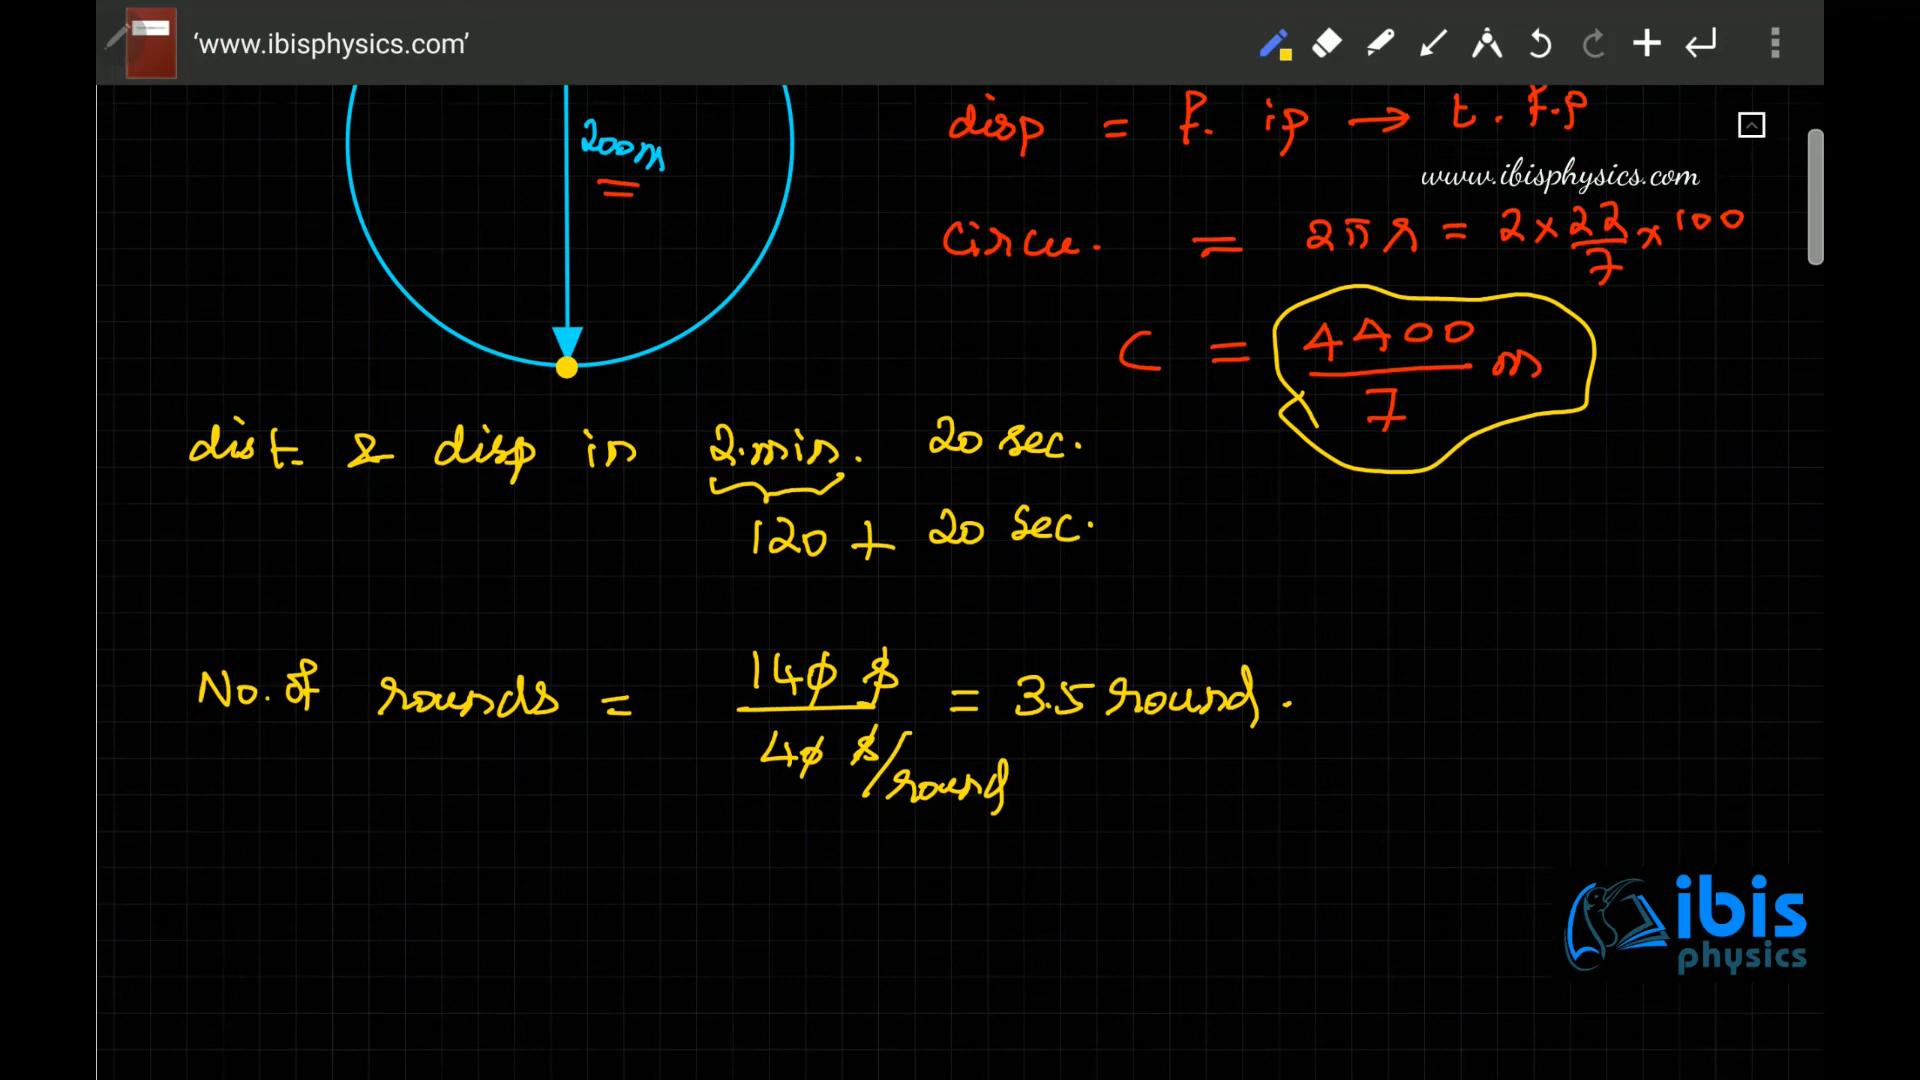 ‘www.ibisphysics.com’
200m
disp = f. ip → t. f.p
www.ibisphysics.com
Circu. = 2πr = 2 × 22/7 × 100
C = 4400/7 m
dist. & disp in 2.min. 20 sec.
120 + 20 Sec.
No. of rounds = 140 s / 40 s/round = 3.5 round.
ibis
physics